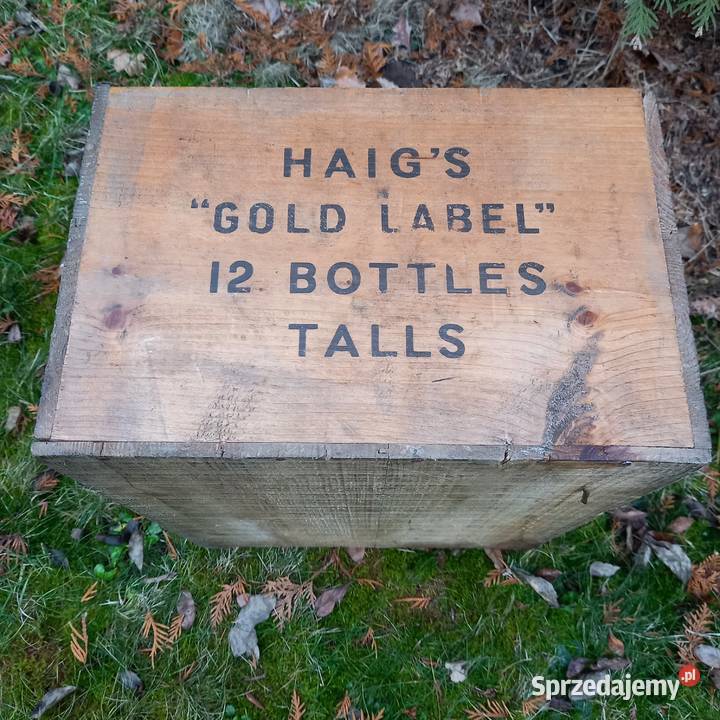 HAIG'S
"GOLD LABEL"
12 BOTTLES
TALLS
Sprzedajemy.pl